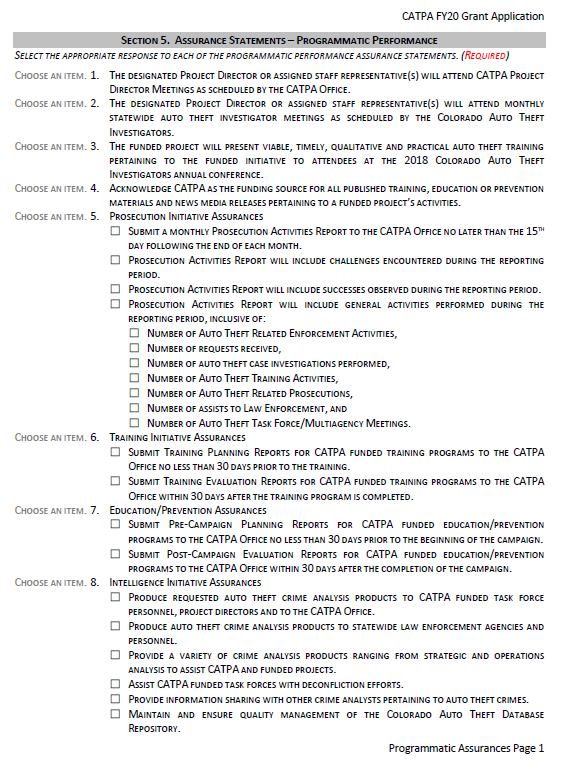 CATPA FY20 Grant Application
Section 5. Assurance Statements – Programmatic Performance
Select the appropriate response to each of the programmatic performance assurance statements. (Required)
Choose an item. 1. The designated Project Director or assigned staff representative(s) will attend CATPA Project
Director Meetings as scheduled by the CATPA Office.
Choose an item. 2. The designated Project Director or assigned staff representative(s) will attend monthly
statewide auto theft investigator meetings as scheduled by the Colorado Auto Theft
Investigators.
Choose an item. 3. The funded project will present viable, timely, qualitative and practical auto theft training
pertaining to the funded initiative to attendees at the 2018 Colorado Auto Theft
Investigators annual conference.
Choose an item. 4. Acknowledge CATPA as the funding source for all published training, education or prevention
materials and news media releases pertaining to a funded project's activities.
Choose an item. 5. Prosecution Initiative Assurances
☐ Submit a monthly Prosecution Activities Report to the CATPA Office no later than the 15th
day following the end of each month.
☐ Prosecution Activities Report will include challenges encountered during the reporting
period.
☐ Prosecution Activities Report will include successes observed during the reporting period.
☐ Prosecution Activities Report will include general activities performed during the
reporting period, inclusive of:
☐ Number of Auto Theft Related Enforcement Activities,
☐ Number of requests received,
☐ Number of auto theft case investigations performed,
☐ Number of Auto Theft Training Activities,
☐ Number of Auto Theft Related Prosecutions,
☐ Number of assists to Law Enforcement, and
☐ Number of Auto Theft Task Force/Multiagency Meetings.
Choose an item. 6. Training Initiative Assurances
☐ Submit Training Planning Reports for CATPA funded training programs to the CATPA
Office no less than 30 days prior to the training.
☐ Submit Training Evaluation Reports for CATPA funded training programs to the CATPA
Office within 30 days after the training program is completed.
Choose an item. 7. Education/Prevention Assurances
☐ Submit Pre-Campaign Planning Reports for CATPA funded education/prevention
programs to the CATPA Office no less than 30 days prior to the beginning of the campaign.
☐ Submit Post-Campaign Evaluation Reports for CATPA funded education/prevention
programs to the CATPA Office within 30 days after the completion of the campaign.
Choose an item. 8. Intelligence Initiative Assurances
☐ Produce requested auto theft crime analysis products to CATPA funded task force
personnel, project directors and to the CATPA Office.
☐ Produce auto theft crime analysis products to statewide law enforcement agencies and
personnel.
☐ Provide a variety of crime analysis products ranging from strategic and operations
analysis to assist CATPA and funded projects.
☐ Assist CATPA funded task forces with deconfliction efforts.
☐ Provide information sharing with other crime analysts pertaining to auto theft crimes.
☐ Maintain and ensure quality management of the Colorado Auto Theft Database
Repository.
Programmatic Assurances Page 1